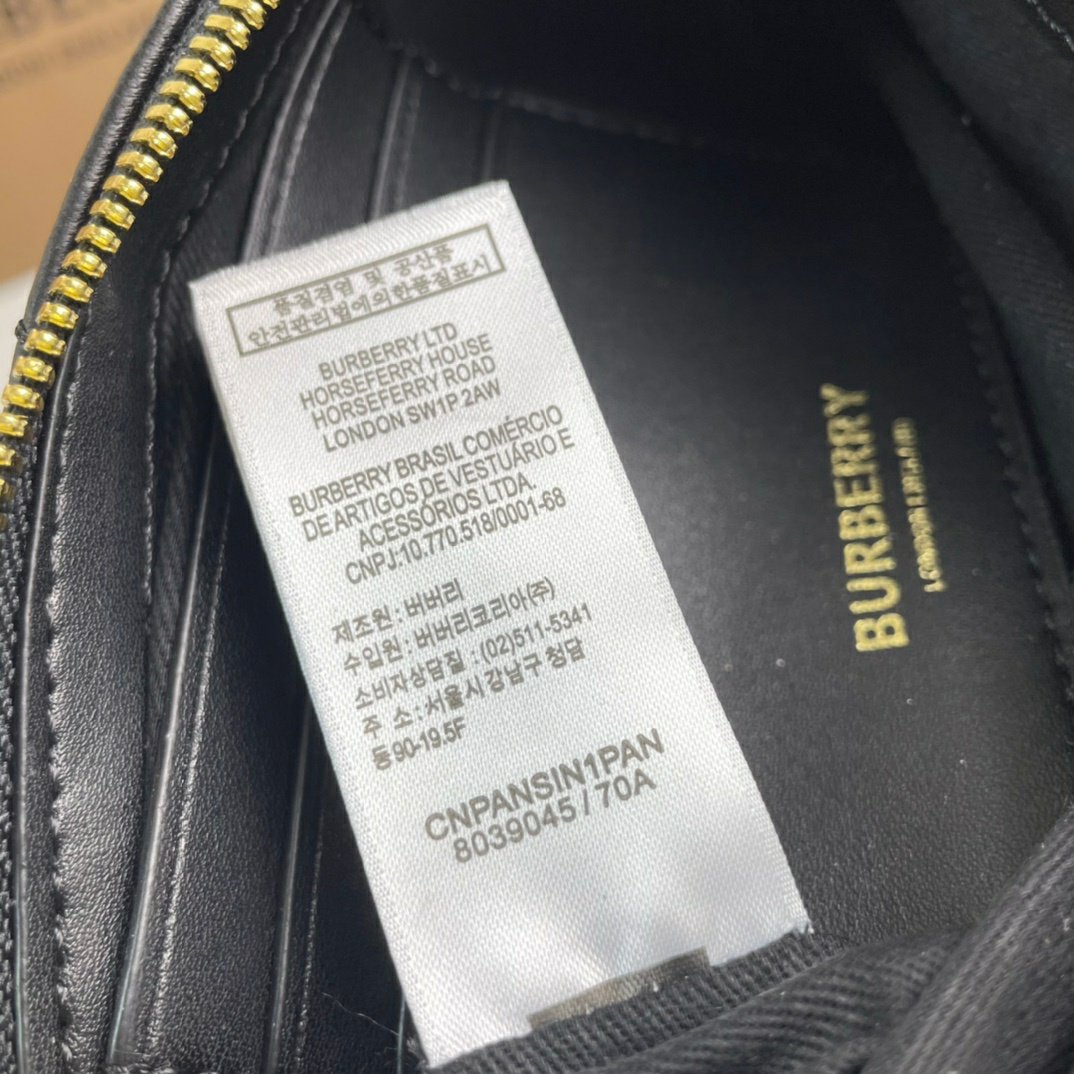 품질경영 및 공산품
안전관리법에의한품질표시
BURBERRY LTD
HORSEFERRY HOUSE
HORSEFERRY ROAD
LONDON SW1P 2AW
BURBERRY BRASIL COMÉRCIO
DE ARTIGOS DE VESTUÁRIO E
ACESSÓRIOS LTDA.
CNPJ:10.770.518/0001-68
제조원 : 버버리
수입원 : 버버리코리아(주)
소비자상담질 : (02)511-5341
주 소 : 서울시 강남구 청담
동90-19.5F
CNPANSIN1PAN
8039045 / 70A
BURBERRY
LONDON ENGLAND